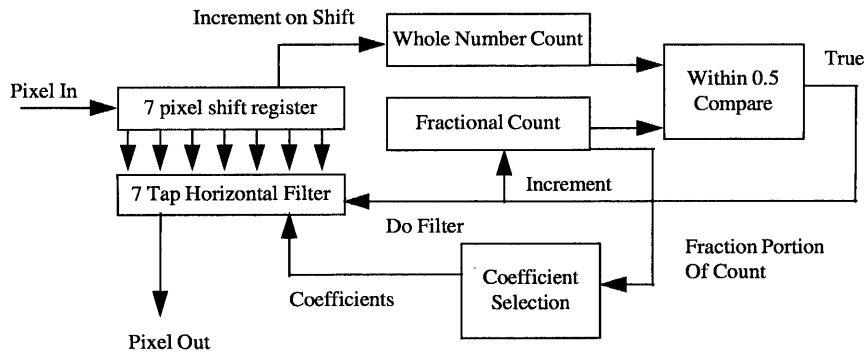 Increment on Shift
Whole Number Count
True
Pixel In
7 pixel shift register
Within 0.5
Compare
Fractional Count
7 Tap Horizontal Filter
Increment
Do Filter
Fraction Portion
Of Count
Coefficient
Selection
Coefficients
Pixel Out